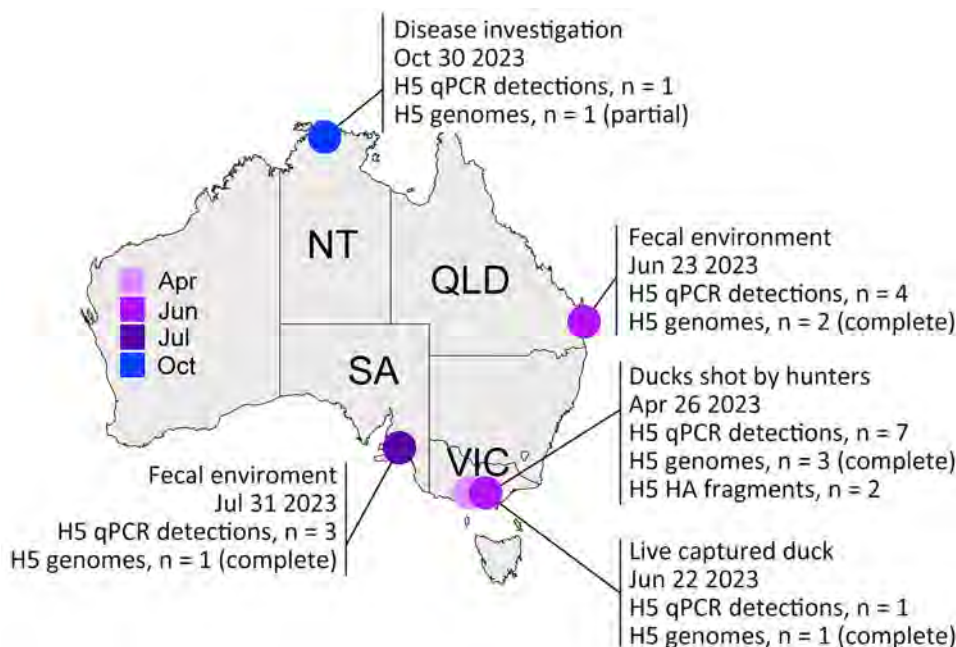 Disease investigation
Oct 30 2023
H5 qPCR detections, n = 1
H5 genomes, n = 1 (partial)
NT
QLD
Fecal environment
Jun 23 2023
H5 qPCR detections, n = 4
H5 genomes, n = 2 (complete)
Apr
Jun
Jul
Oct
SA
Ducks shot by hunters
Apr 26 2023
H5 qPCR detections, n = 7
H5 genomes, n = 3 (complete)
H5 HA fragments, n = 2
VIC
Fecal enviroment
Jul 31 2023
H5 qPCR detections, n = 3
H5 genomes, n = 1 (complete)
Live captured duck
Jun 22 2023
H5 qPCR detections, n = 1
H5 genomes, n = 1 (complete)